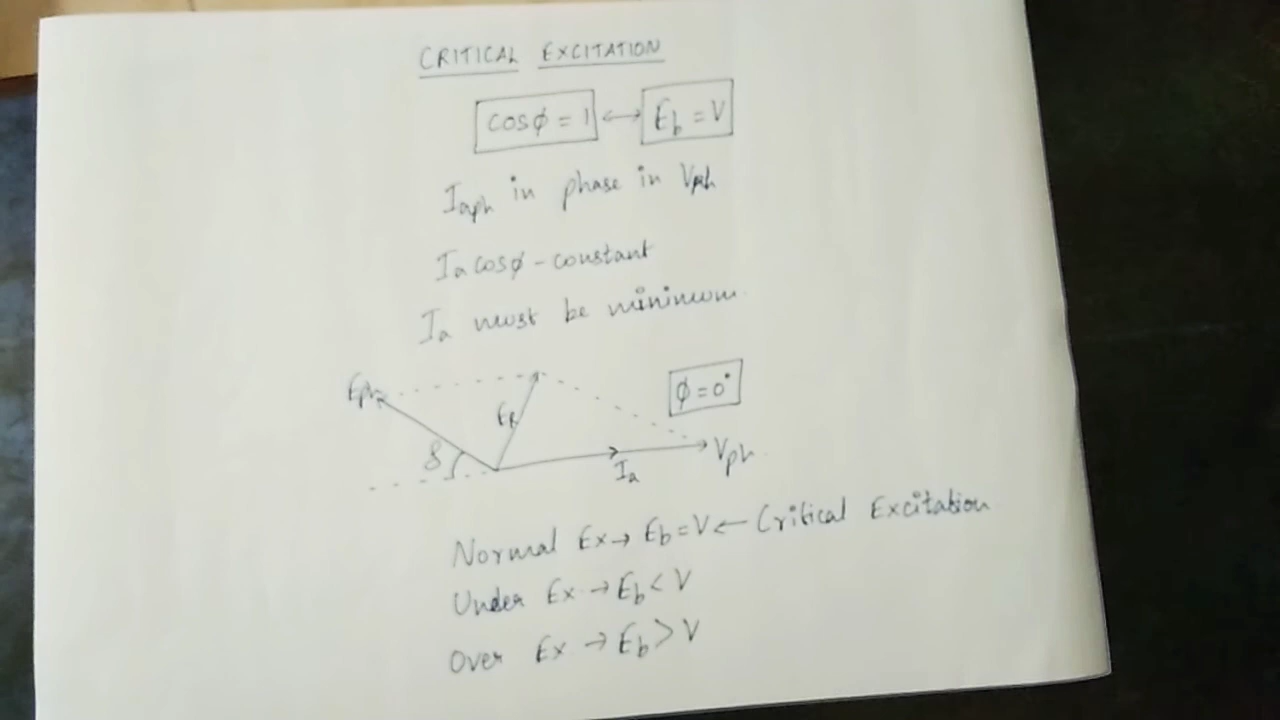 CRITICAL EXCITATION
cosφ = 1 ↔ Eb = V
Iaph in phase in Vph
Ia cosφ - constant
Ia must be minimum.
Eph
φ = 0°
ER
δ
Vph
Ia
Normal Ex → Eb = V ← Critical Excitation
Under Ex → Eb < V
Over Ex → Eb > V